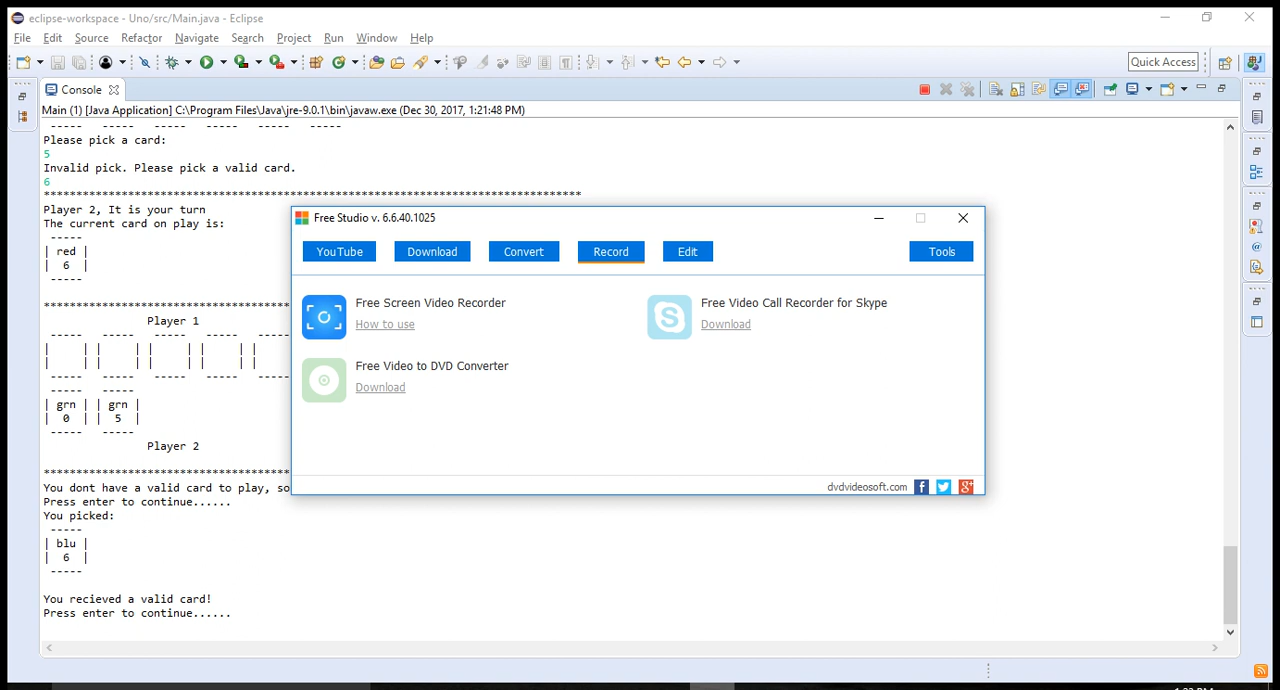 eclipse-workspace - Uno/src/Main.java - Eclipse
File Edit Source Refactor Navigate Search Project Run Window Help
Quick Access
Console
Main (1) [Java Application] C:\Program Files\Java\jre-9.0.1\bin\javaw.exe (Dec 30, 2017, 1:21:48 PM)
----- ----- ----- ----- ----- -----
Please pick a card:
5
Invalid pick. Please pick a valid card.
6
*************************************************************************************
Player 2, It is your turn
The current card on play is:
-----
| red |
| 6 |
-----
Player 1
----- ----- ----- ----- -----
| | | | | | | | |
| | | | | | | | |
----- ----- ----- ----- -----
----- -----
| grn | | grn |
| 0 | | 5 |
----- -----
Player 2
You dont have a valid card to play, so
Press enter to continue......
You picked:
-----
| blu |
| 6 |
-----
You recieved a valid card!
Press enter to continue......
Free Studio v. 6.6.40.1025
YouTube Download Convert Record Edit Tools
Free Screen Video Recorder
How to use
Free Video Call Recorder for Skype
Download
Free Video to DVD Converter
Download
dvdvideosoft.com